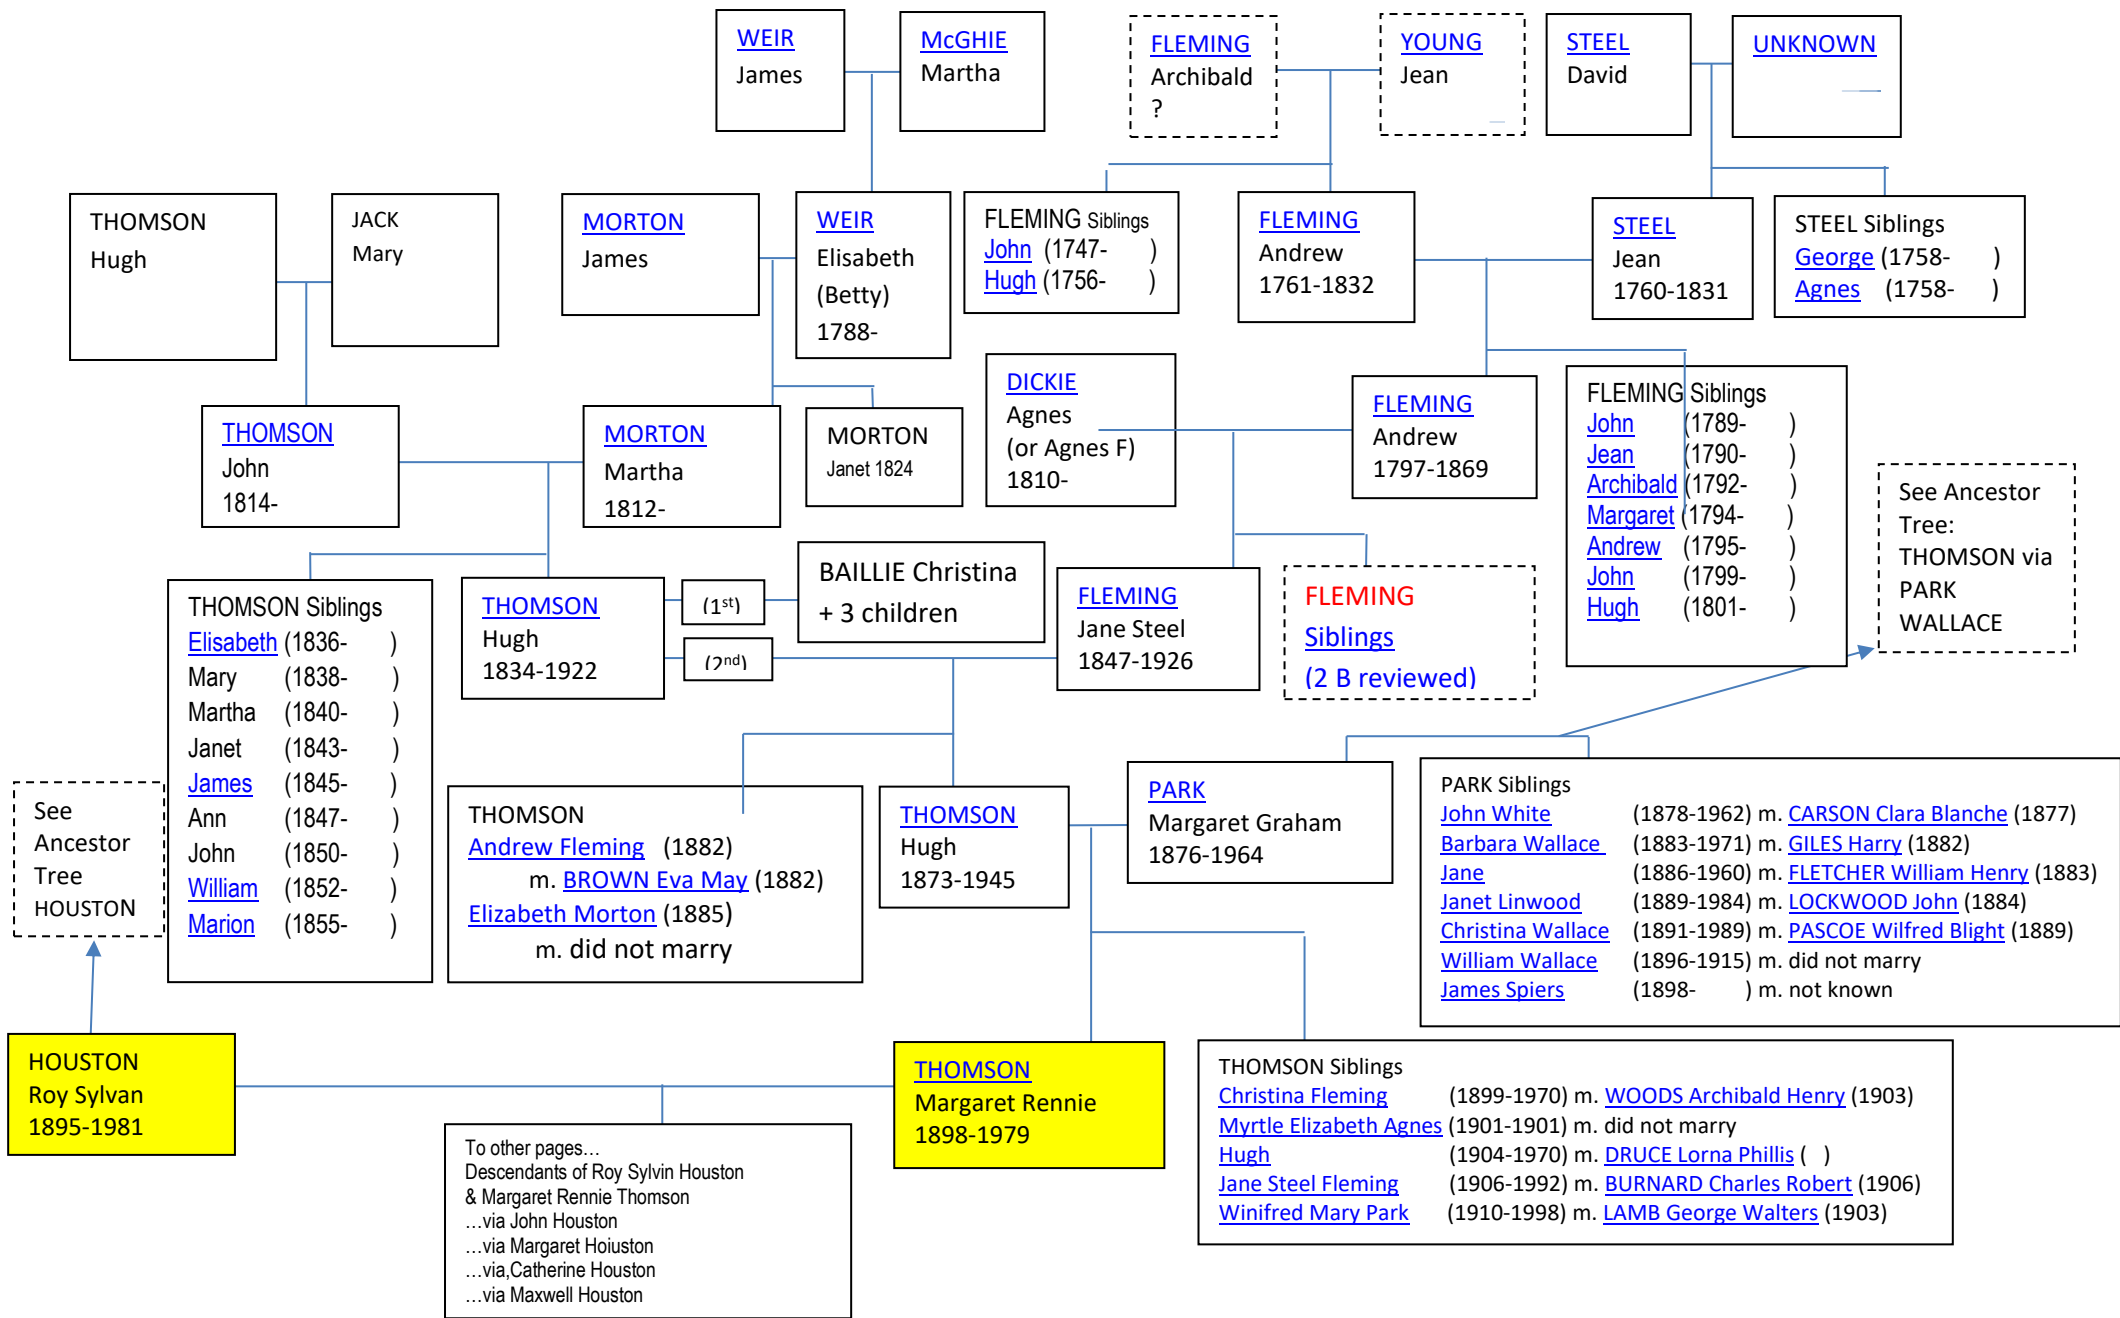 WEIR
James
McGHIE
Martha
FLEMING
Archibald
?
YOUNG
Jean
STEEL
David
UNKNOWN
THOMSON
Hugh
JACK
Mary
MORTON
James
WEIR
Elisabeth
(Betty)
1788-
FLEMING Siblings
John (1747- )
Hugh (1756- )
FLEMING
Andrew
1761-1832
STEEL
Jean
1760-1831
STEEL Siblings
George (1758- )
Agnes (1758- )
THOMSON
John
1814-
MORTON
Martha
1812-
MORTON
Janet 1824
DICKIE
Agnes
(or Agnes F)
1810-
FLEMING
Andrew
1797-1869
FLEMING Siblings
John (1789- )
Jean (1790- )
Archibald (1792- )
Margaret (1794- )
Andrew (1795- )
John (1799- )
Hugh (1801- )
See Ancestor
Tree:
THOMSON via
PARK
WALLACE
THOMSON Siblings
Elisabeth (1836- )
Mary (1838- )
Martha (1840- )
Janet (1843- )
James (1845- )
Ann (1847- )
John (1850- )
William (1852- )
Marion (1855- )
THOMSON
Hugh
1834-1922
(1st)
(2nd)
BAILLIE Christina
+ 3 children
FLEMING
Jane Steel
1847-1926
FLEMING
Siblings
(2 B reviewed)
See
Ancestor
Tree
HOUSTON
THOMSON
Andrew Fleming (1882)
m. BROWN Eva May (1882)
Elizabeth Morton (1885)
m. did not marry
THOMSON
Hugh
1873-1945
PARK
Margaret Graham
1876-1964
PARK Siblings
John White (1878-1962) m. CARSON Clara Blanche (1877)
Barbara Wallace (1883-1971) m. GILES Harry (1882)
Jane (1886-1960) m. FLETCHER William Henry (1883)
Janet Linwood (1889-1984) m. LOCKWOOD John (1884)
Christina Wallace (1891-1989) m. PASCOE Wilfred Blight (1889)
William Wallace (1896-1915) m. did not marry
James Spiers (1898- ) m. not known
HOUSTON
Roy Sylvan
1895-1981
THOMSON
Margaret Rennie
1898-1979
To other pages…
Descendants of Roy Sylvin Houston
& Margaret Rennie Thomson
…via John Houston
…via Margaret Hoiuston
…via,Catherine Houston
…via Maxwell Houston
THOMSON Siblings
Christina Fleming (1899-1970) m. WOODS Archibald Henry (1903)
Myrtle Elizabeth Agnes (1901-1901) m. did not marry
Hugh (1904-1970) m. DRUCE Lorna Phillis ( )
Jane Steel Fleming (1906-1992) m. BURNARD Charles Robert (1906)
Winifred Mary Park (1910-1998) m. LAMB George Walters (1903)